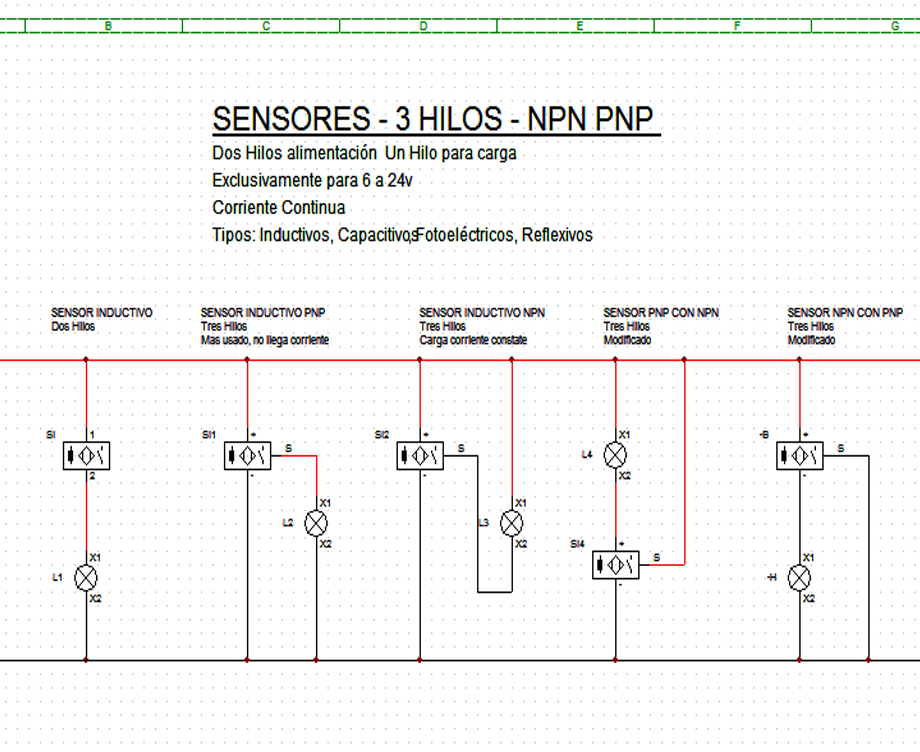 B C D E F G
SENSORES - 3 HILOS - NPN PNP
Dos Hilos alimentación Un Hilo para carga
Exclusivamente para 6 a 24v
Corriente Continua
Tipos: Inductivos, Capacitivo,sFotoeléctricos, Reflexivos
SENSOR INDUCTIVO
Dos Hilos
SENSOR INDUCTIVO PNP
Tres Hilos
Mas usado, no llega corriente
SENSOR INDUCTIVO NPN
Tres Hilos
Carga corriente constate
SENSOR PNP CON NPN
Tres Hilos
Modificado
SENSOR NPN CON PNP
Tres Hilos
Modificado
SI
1
2
X1
L1
X2
SI1
+
S
-
X1
L2
X2
SI2
+
S
-
X1
L3
X2
X1
L4
X2
SI4
+
S
-
-B
+
S
-
X1
-H
X2